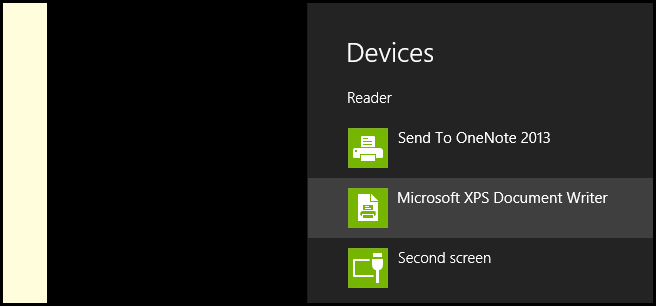 Devices
Reader
Send To OneNote 2013
Microsoft XPS Document Writer
Second screen